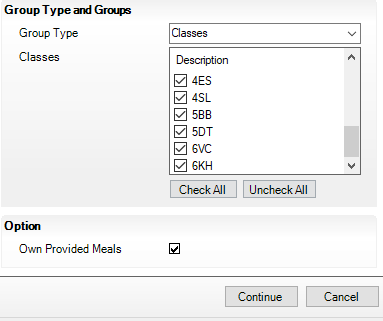 Group Type and Groups
Group Type Classes
Classes Description
4ES
4SL
5BB
5DT
6VC
6KH
Check All Uncheck All
Option
Own Provided Meals
Continue Cancel